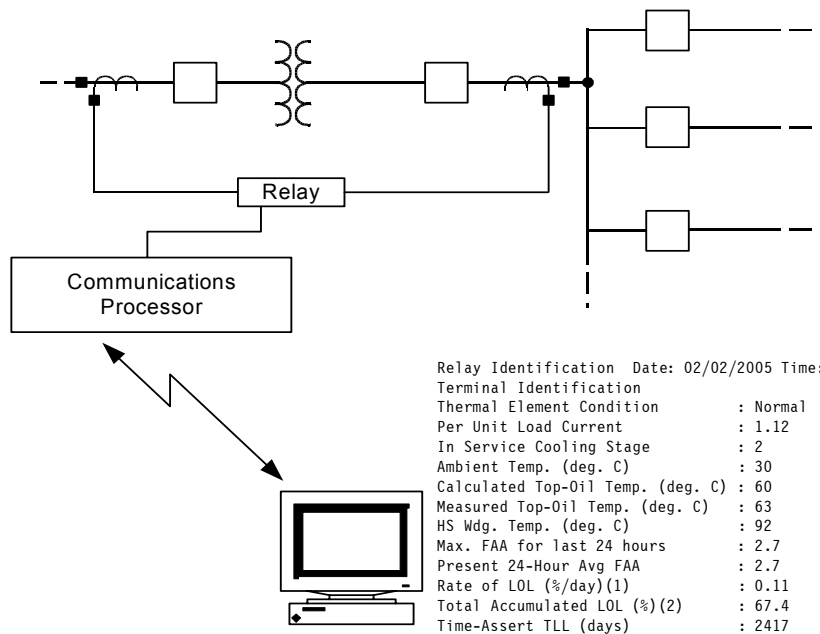 Relay
Communications
Processor
Relay Identification Date: 02/02/2005 Time:
Terminal Identification
Thermal Element Condition : Normal
Per Unit Load Current : 1.12
In Service Cooling Stage : 2
Ambient Temp. (deg. C) : 30
Calculated Top-Oil Temp. (deg. C) : 60
Measured Top-Oil Temp. (deg. C) : 63
HS Wdg. Temp. (deg. C) : 92
Max. FAA for last 24 hours : 2.7
Present 24-Hour Avg FAA : 2.7
Rate of LOL (%/day)(1) : 0.11
Total Accumulated LOL (%)(2) : 67.4
Time-Assert TLL (days) : 2417